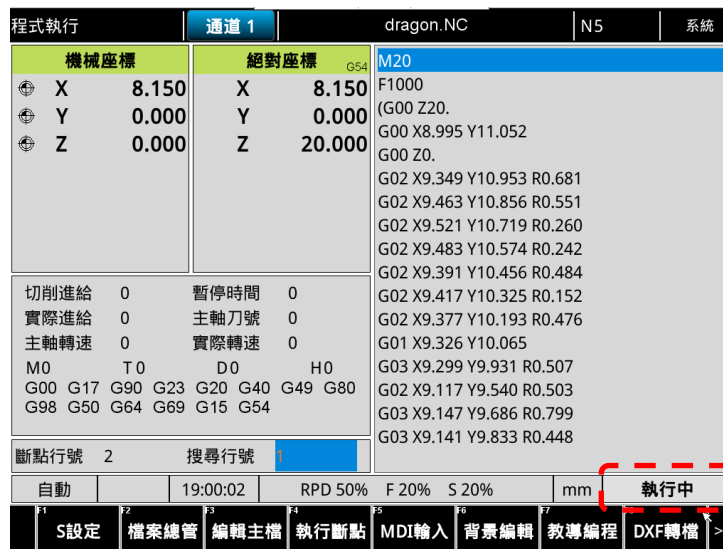 程式執行 通道 1 dragon.NC N5 系統
機械座標 絕對座標 G54
X 8.150 X 8.150
Y 0.000 Y 0.000
Z 0.000 Z 20.000
M20
F1000
(G00 Z20.
G00 X8.995 Y11.052
G00 Z0.
G02 X9.349 Y10.953 R0.681
G02 X9.463 Y10.856 R0.551
G02 X9.521 Y10.719 R0.260
G02 X9.483 Y10.574 R0.242
G02 X9.391 Y10.456 R0.484
G02 X9.417 Y10.325 R0.152
G02 X9.377 Y10.193 R0.476
G01 X9.326 Y10.065
G03 X9.299 Y9.931 R0.507
G02 X9.117 Y9.540 R0.503
G03 X9.147 Y9.686 R0.799
G03 X9.141 Y9.833 R0.448
切削進給 0 暫停時間 0
實際進給 0 主軸刀號 0
主軸轉速 0 實際轉速 0
M0 T0 D0 H0
G00 G17 G90 G23 G20 G40 G49 G80
G98 G50 G64 G69 G15 G54
斷點行號 2 搜尋行號 1
自動 19:00:02 RPD 50% F 20% S 20% mm 執行中
F1 S設定 F2 檔案總管 F3 編輯主檔 F4 執行斷點 F5 MDI輸入 F6 背景編輯 F7 教導編程 DXF轉檔 >